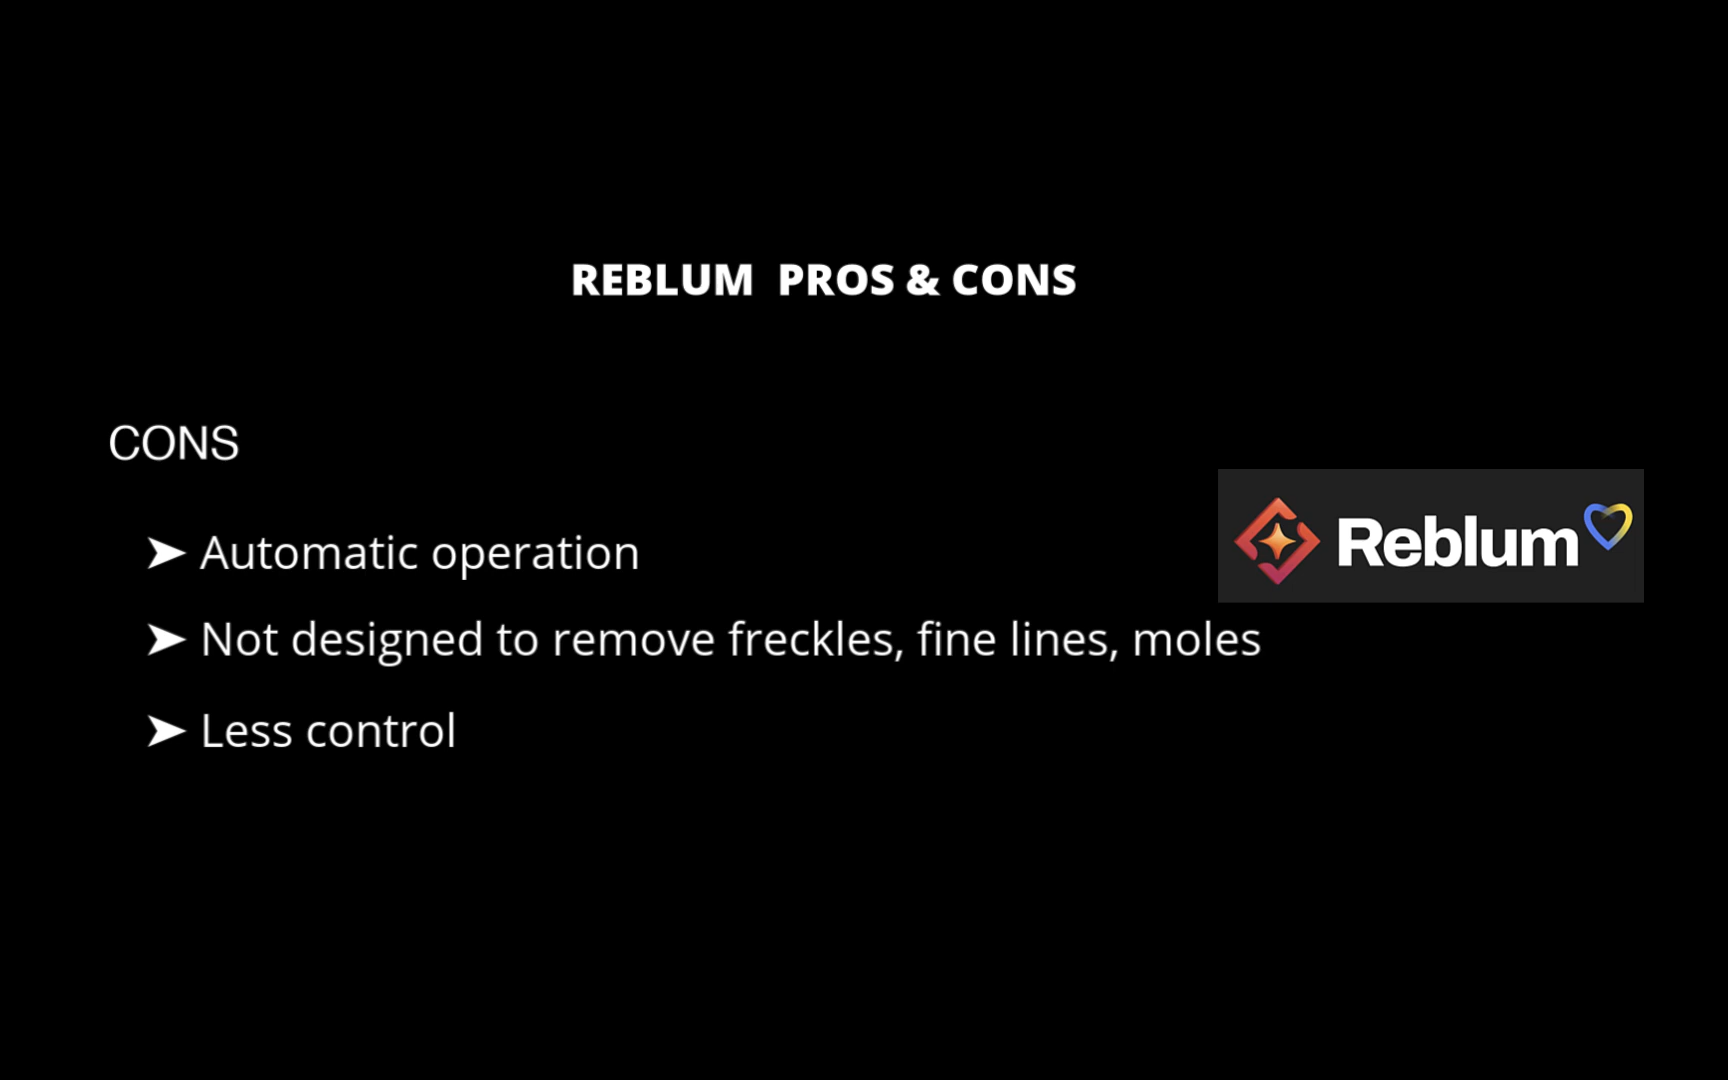 REBLUM  PROS & CONS
CONS
➤ Automatic operation
Reblum
➤ Not designed to remove freckles, fine lines, moles
➤ Less control